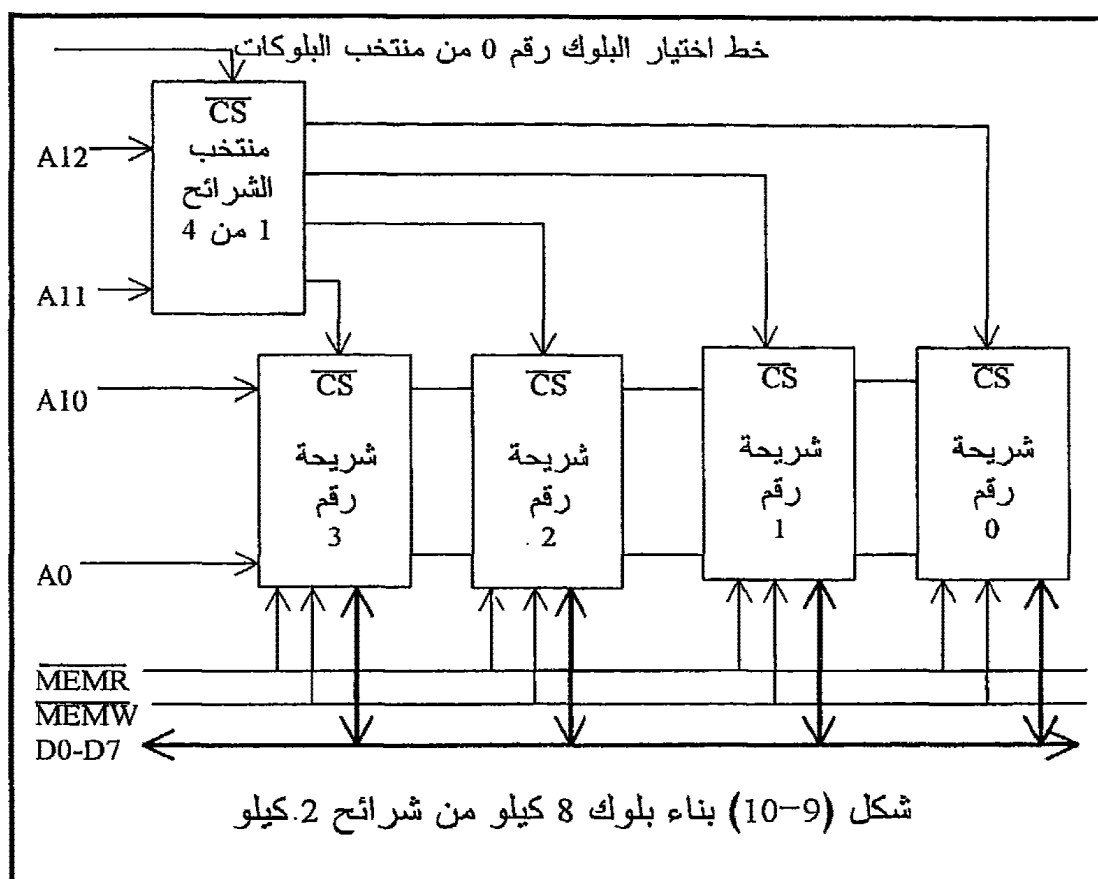 خط اختيار البلوك رقم 0 من منتخب البلوكات
CS
منتخب
الشرائح
1 من 4
A12
A11
A10
A0
CS
شريحة
رقم
3
CS
شريحة
رقم
2
CS
شريحة
رقم
1
CS
شريحة
رقم
0
MEMR
MEMW
D0-D7
شكل (9-10) بناء بلوك 8 كيلو من شرائح 2.كيلو